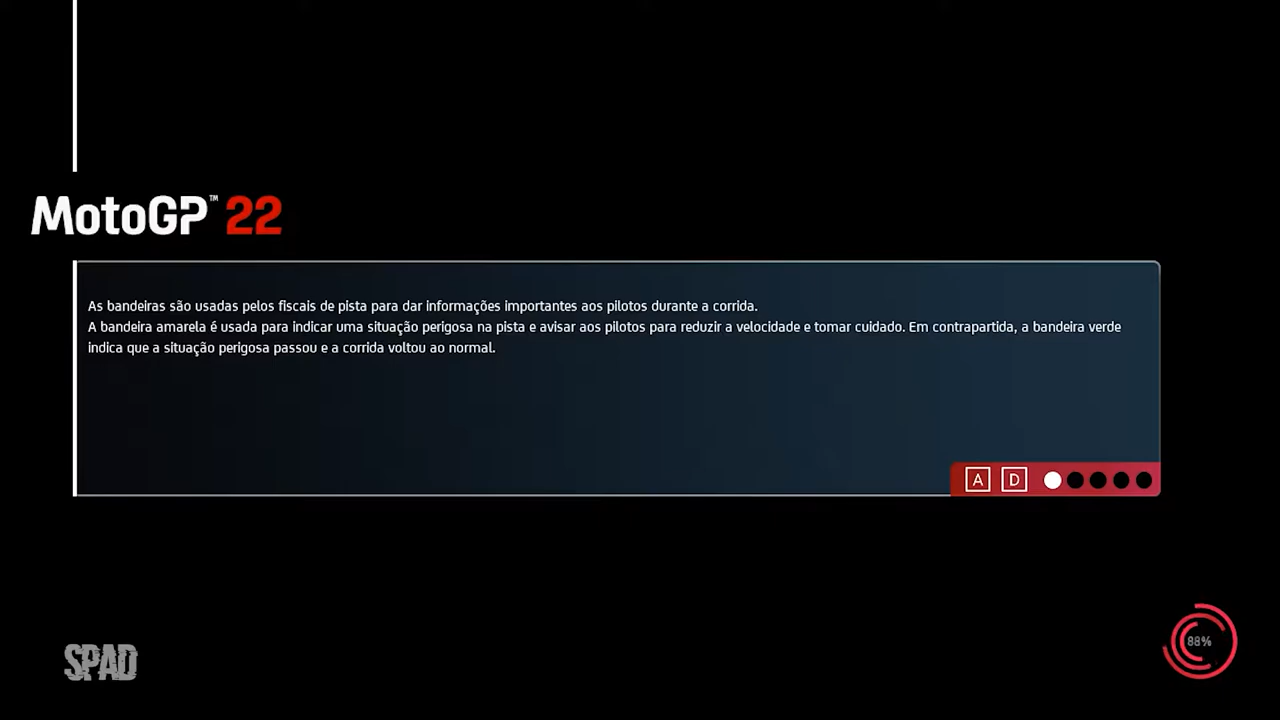 MotoGP™ 22
As bandeiras são usadas pelos fiscais de pista para dar informações importantes aos pilotos durante a corrida.
A bandeira amarela é usada para indicar uma situação perigosa na pista e avisar aos pilotos para reduzir a velocidade e tomar cuidado. Em contrapartida, a bandeira verde
indica que a situação perigosa passou e a corrida voltou ao normal.
A D
SPAD
88%